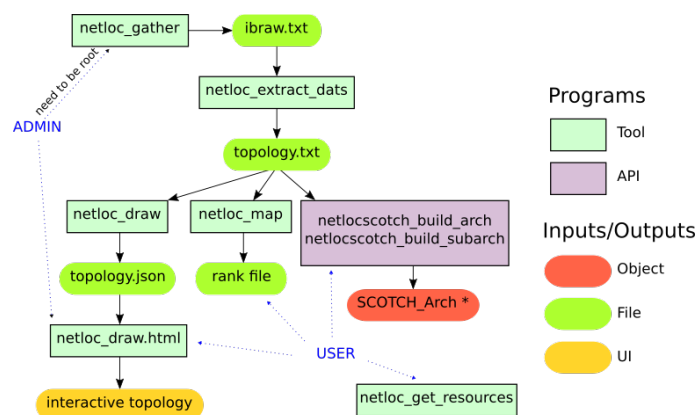 netloc_gather
ibraw.txt
need to be root
netloc_extract_dats
ADMIN
topology.txt
netloc_draw
netloc_map
netlocscotch_build_arch
netlocscotch_build_subarch
topology.json
rank file
SCOTCH_Arch *
netloc_draw.html
USER
interactive topology
netloc_get_resources
Programs
Tool
API
Inputs/Outputs
Object
File
UI